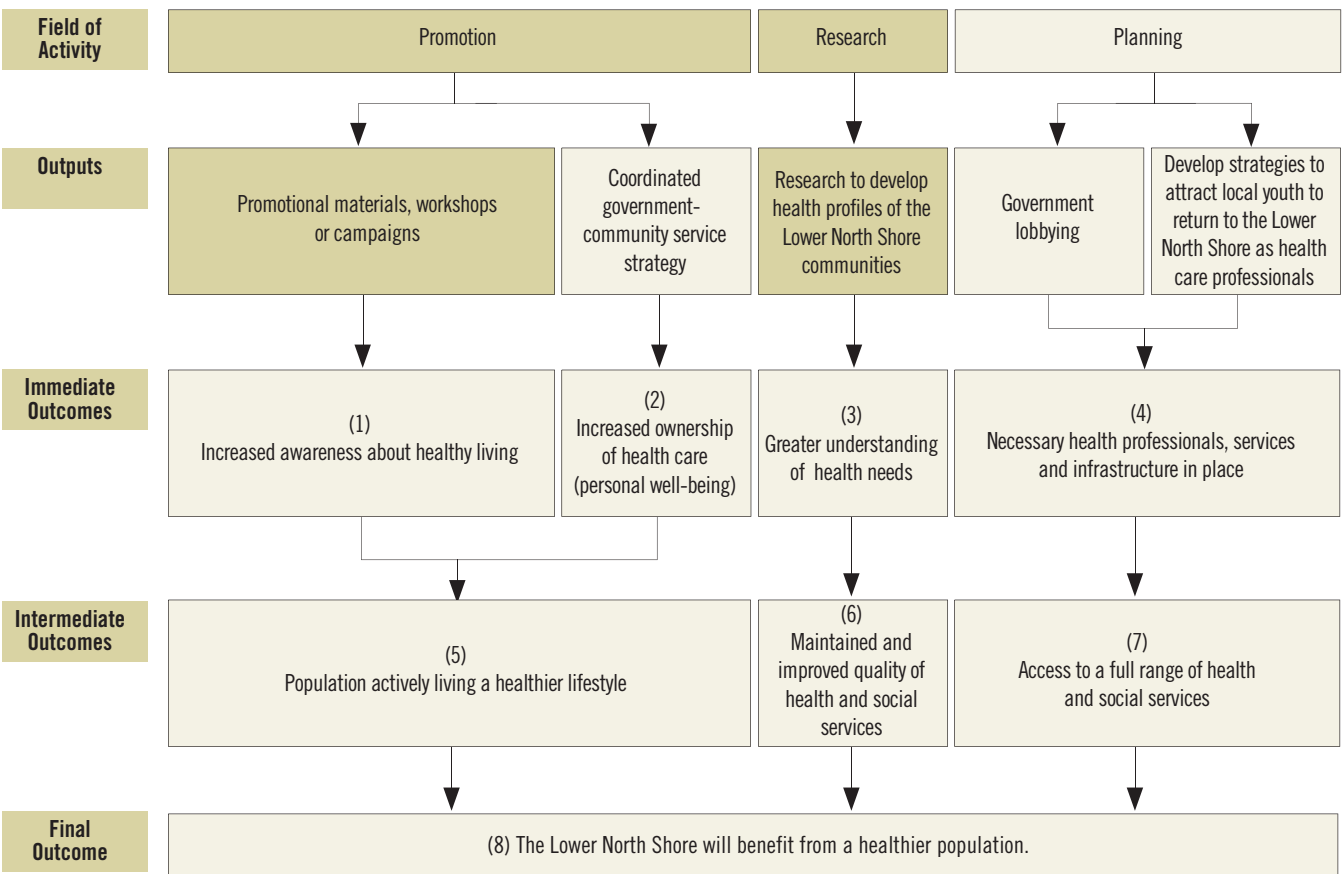 Field of
Activity
Promotion
Research
Planning
Outputs
Promotional materials, workshops
or campaigns
Coordinated
government-
community service
strategy
Research to develop
health profiles of the
Lower North Shore
communities
Government
lobbying
Develop strategies to
attract local youth to
return to the Lower
North Shore as health
care professionals
Immediate
Outcomes
(1)
Increased awareness about healthy living
(2)
Increased ownership
of health care
(personal well-being)
(3)
Greater understanding
of health needs
(4)
Necessary health professionals, services
and infrastructure in place
Intermediate
Outcomes
(5)
Population actively living a healthier lifestyle
(6)
Maintained and
improved quality of
health and social
services
(7)
Access to a full range of health
and social services
Final
Outcome
(8) The Lower North Shore will benefit from a healthier population.